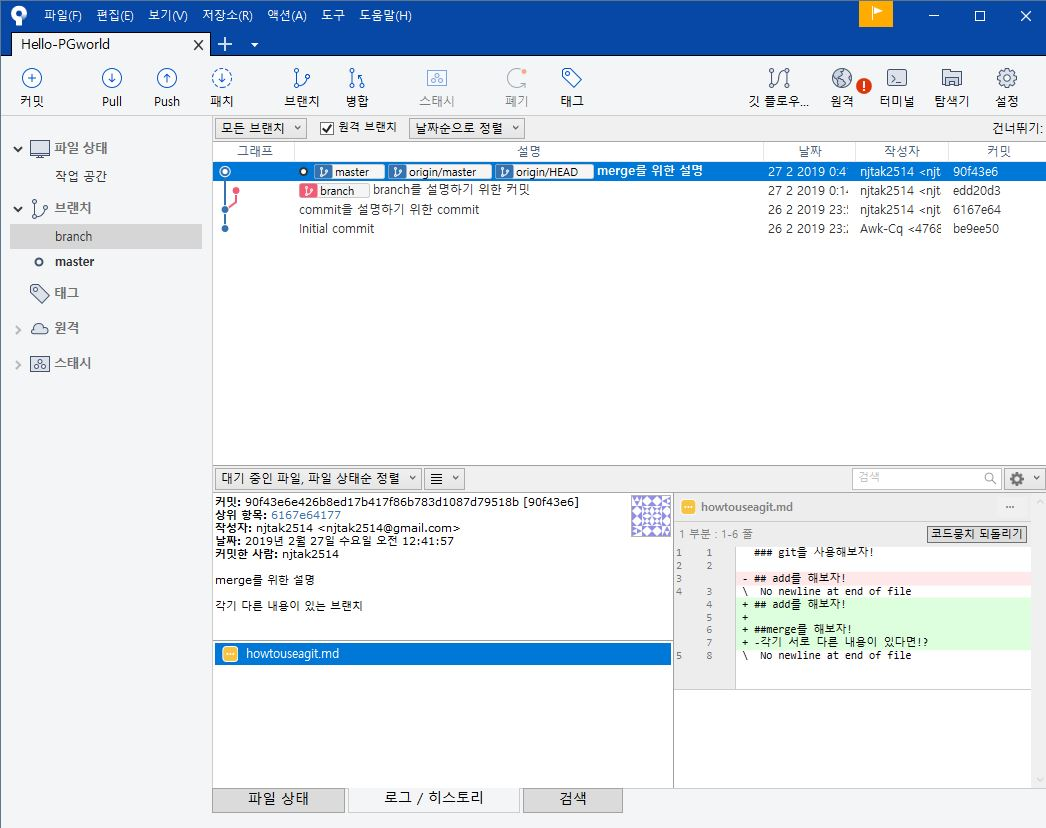 파일(F) 편집(E) 보기(V) 저장소(R) 액션(A) 도구 도움말(H)
Hello-PGworld
커밋 Pull Push 패치 브랜치 병합 스태시 폐기 태그 깃 플로우... 원격 터미널 탐색기 설정
파일 상태
작업 공간
브랜치
branch
master
태그
원격
스태시
모든 브랜치 원격 브랜치 날짜순으로 정렬 건너뛰기:
그래프 설명 날짜 작성자 커밋
master origin/master origin/HEAD merge를 위한 설명 27 2 2019 0:4 njtak2514 <njt 90f43e6
branch branch를 설명하기 위한 커밋 27 2 2019 0:14 njtak2514 <njt edd20d3
commit을 설명하기 위한 commit 26 2 2019 23: njtak2514 <njt 6167e64
Initial commit 26 2 2019 23:2 Awk-Cq <4768 be9ee50
대기 중인 파일, 파일 상태순 정렬 검색
커밋: 90f43e6e426b8ed17b417f86b783d1087d79518b [90f43e6]
상위 항목: 6167e64177
작성자: njtak2514 <njtak2514@gmail.com>
날짜: 2019년 2월 27일 수요일 오전 12:41:57
커밋한 사람: njtak2514
merge를 위한 설명
각기 다른 내용이 있는 브랜치
howtouseagit.md
howtouseagit.md ...
1 부분 : 1-6 줄 코드뭉치 되돌리기
1 1 ### git을 사용해보자!
2 2
3 - ## add를 해보자!
4 3 \ No newline at end of file
4 + ## add를 해보자!
5 +
6 + ##merge를 해보자!
7 + -각기 서로 다른 내용이 있다면!?
5 8 \ No newline at end of file
파일 상태 로그 / 히스토리 검색